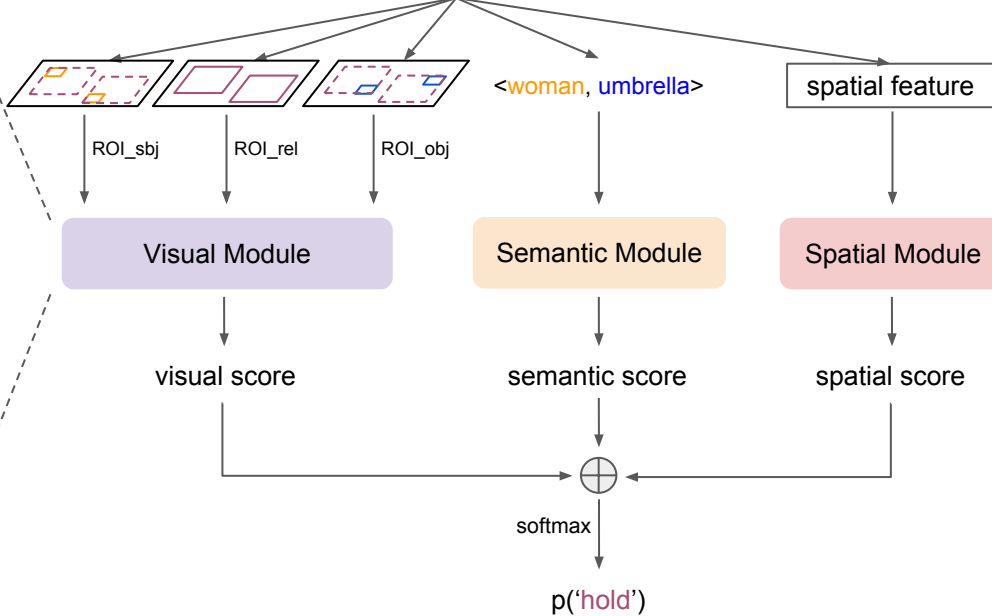 <woman, umbrella>
spatial feature
ROI_sbj
ROI_rel
ROI_obj
Visual Module
Semantic Module
Spatial Module
visual score
semantic score
spatial score
softmax
p(‘hold’)